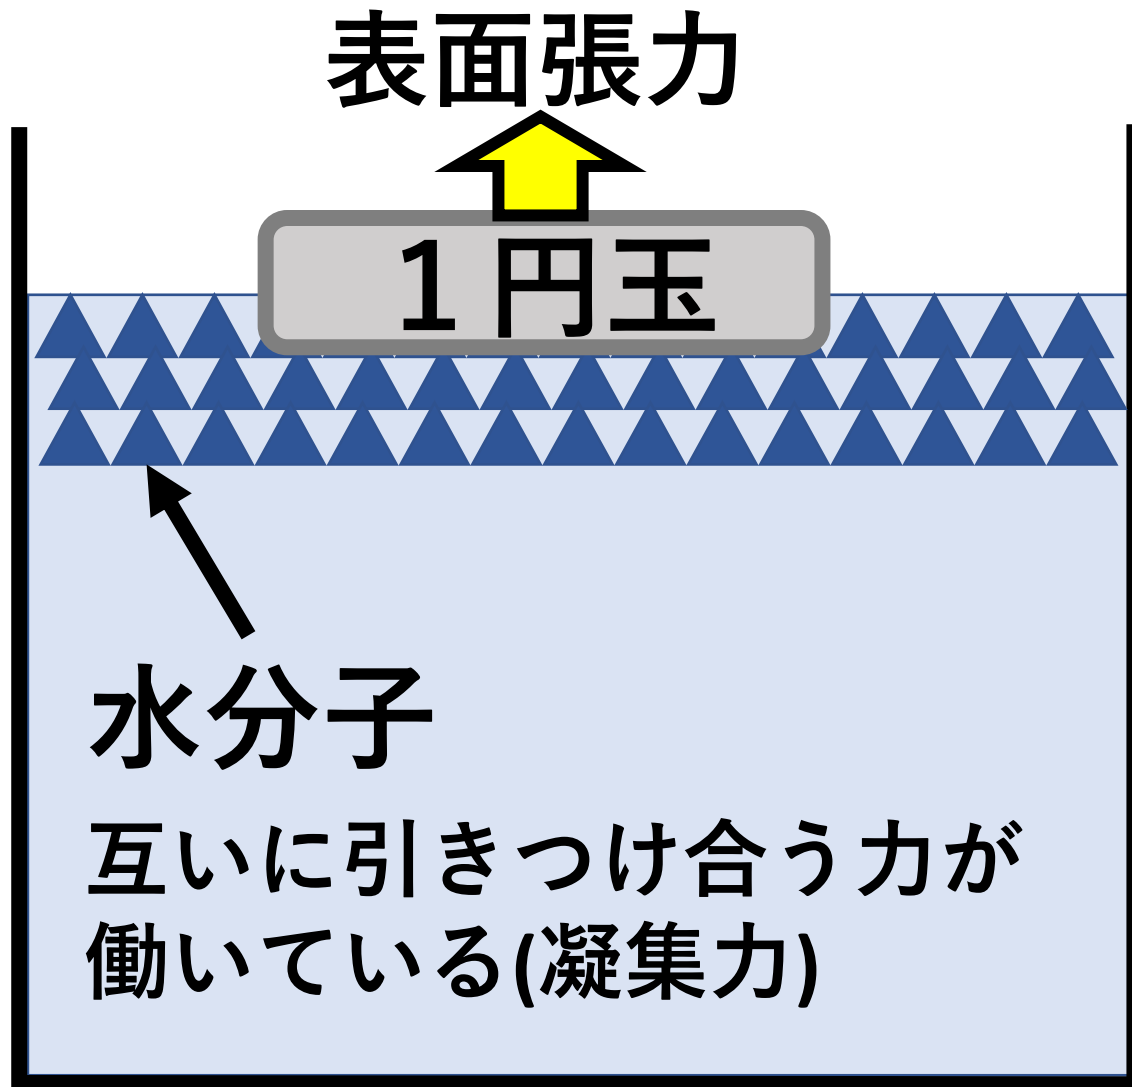 表面張力
１円玉
水分子
互いに引きつけ合う力が
働いている(凝集力)